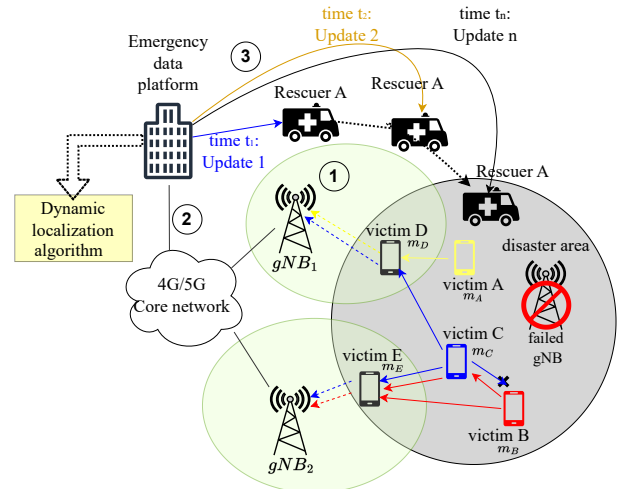 time t₂:
Update 2
time tₙ:
Update n
Emergency
data
platform
3
Rescuer A
Rescuer A
time t₁:
Update 1
Rescuer A
1
2
Dynamic
localization
algorithm
victim D
m_D
disaster area
gNB₁
4G/5G
Core network
victim A
m_A
victim C
m_C
failed
gNB
victim E
m_E
victim B
m_B
gNB₂